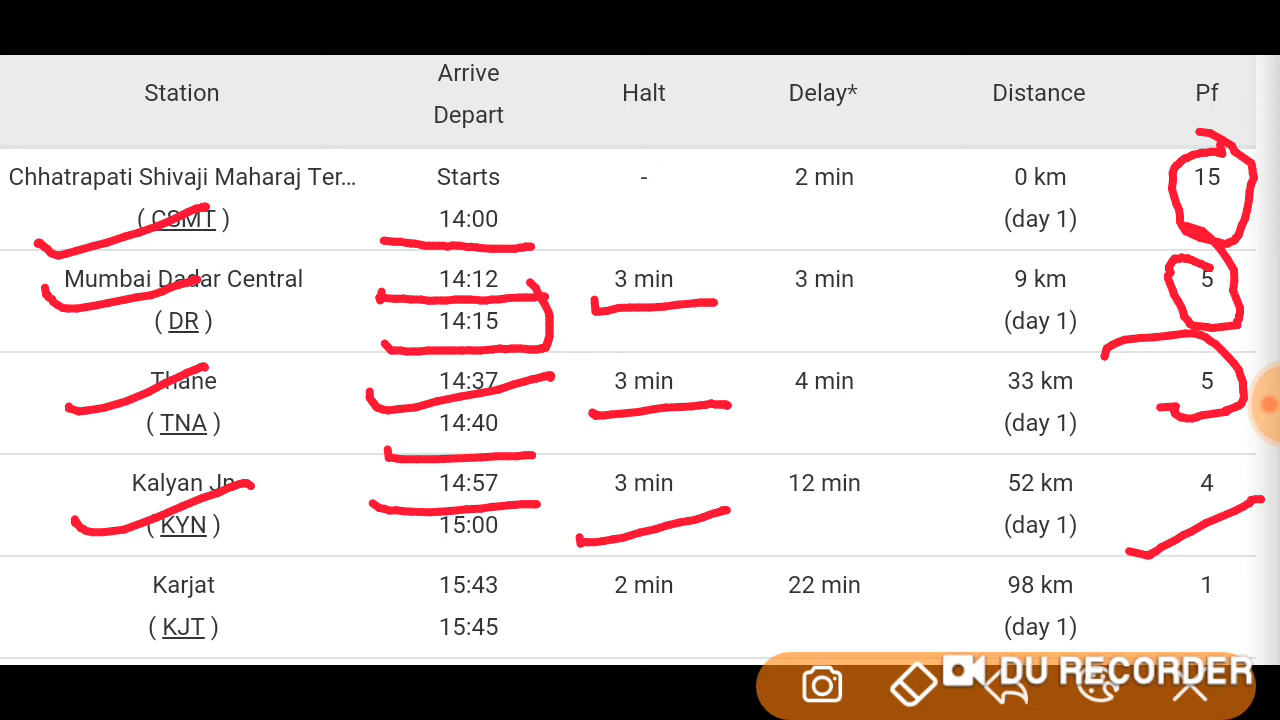 Station Arrive Depart Halt Delay* Distance Pf
Chhatrapati Shivaji Maharaj Ter... Starts - 2 min 0 km 15
( CSMT ) 14:00 (day 1)
Mumbai Dadar Central 14:12 3 min 3 min 9 km 5
( DR ) 14:15 (day 1)
Thane 14:37 3 min 4 min 33 km 5
( TNA ) 14:40 (day 1)
Kalyan Jn 14:57 3 min 12 min 52 km 4
( KYN ) 15:00 (day 1)
Karjat 15:43 2 min 22 min 98 km 1
( KJT ) 15:45 (day 1)
DU RECORDER